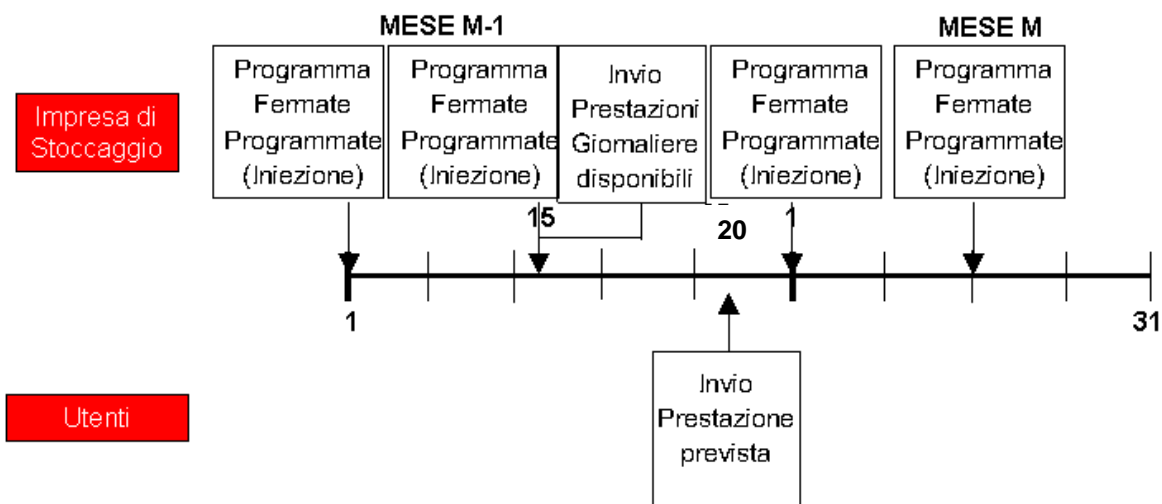 MESE M-1
MESE M
Impresa di
Stoccaggio
Programma
Fermate
Programmate
(Iniezione)
Programma
Fermate
Programmate
(Iniezione)
Invio
Prestazioni
Giornaliere
disponibili
Programma
Fermate
Programmate
(Iniezione)
Programma
Fermate
Programmate
(Iniezione)
15
20
1
1
31
Utenti
Invio
Prestazione
prevista